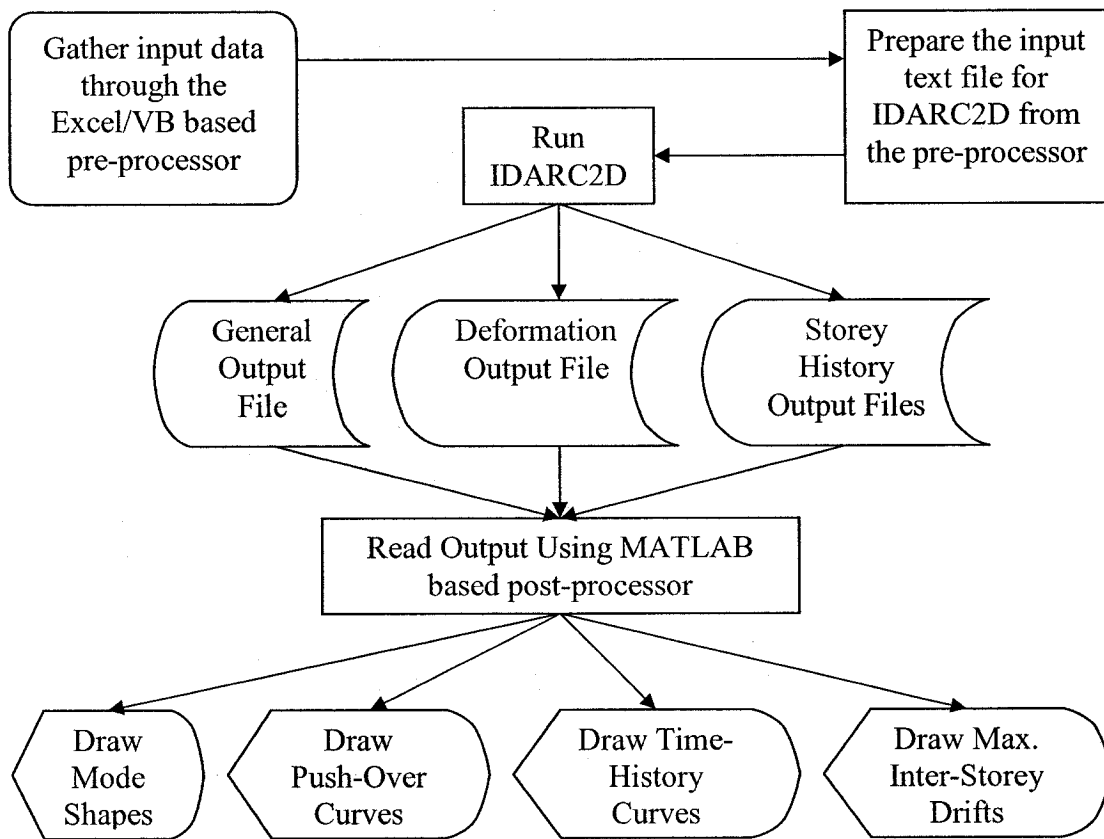 Gather input data
through the
Excel/VB based
pre-processor
Prepare the input
text file for
IDARC2D from
the pre-processor
Run
IDARC2D
General
Output
File
Deformation
Output File
Storey
History
Output Files
Read Output Using MATLAB
based post-processor
Draw
Mode
Shapes
Draw
Push-Over
Curves
Draw Time-
History
Curves
Draw Max.
Inter-Storey
Drifts